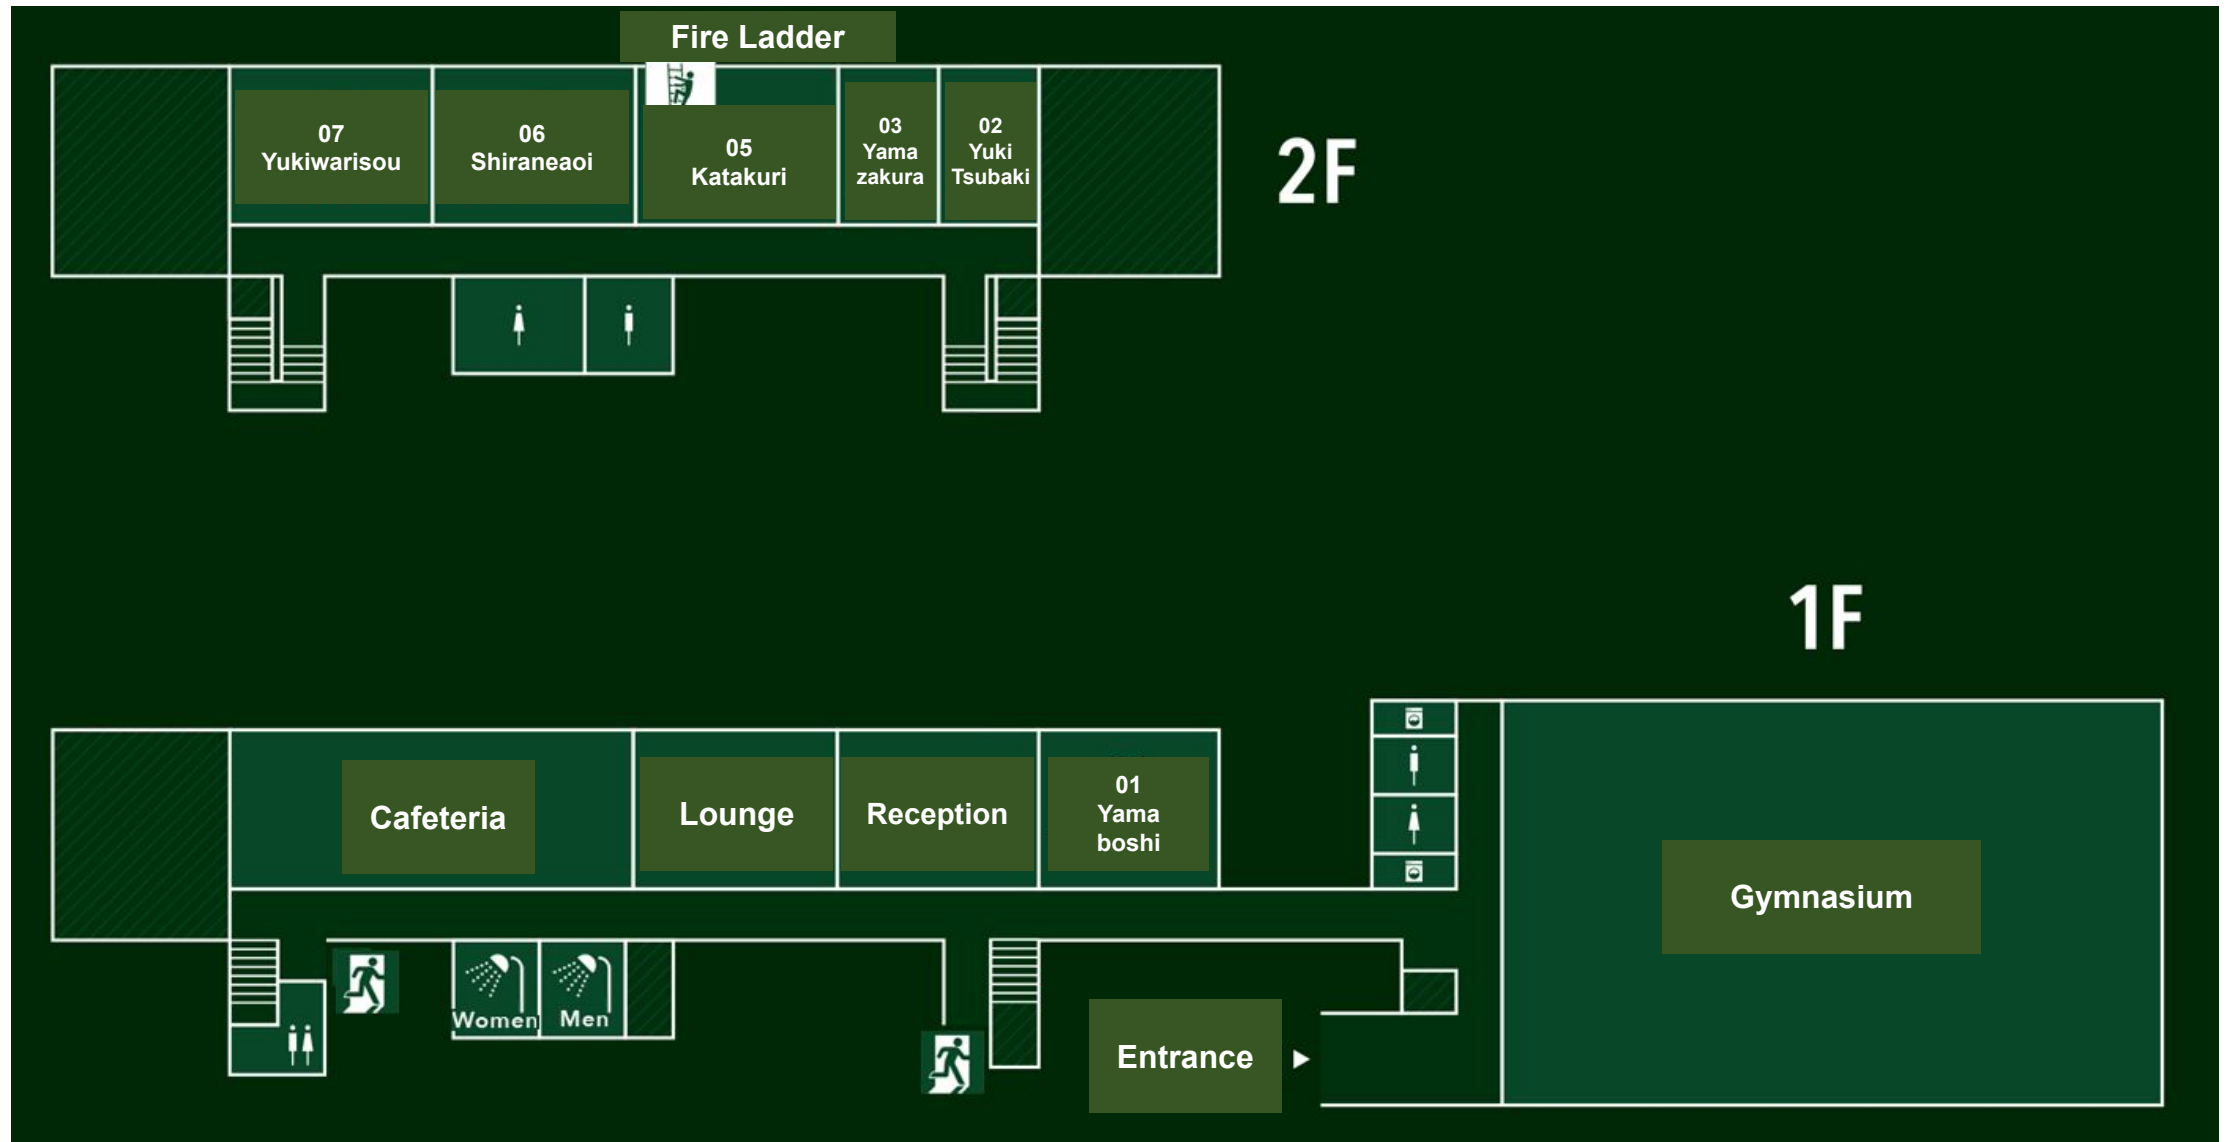 Fire Ladder
07
Yukiwarisou
06
Shiraneaoi
05
Katakuri
03
Yama
zakura
02
Yuki
Tsubaki
2F
1F
Cafeteria
Lounge
Reception
01
Yama
boshi
Gymnasium
Women
Men
Entrance